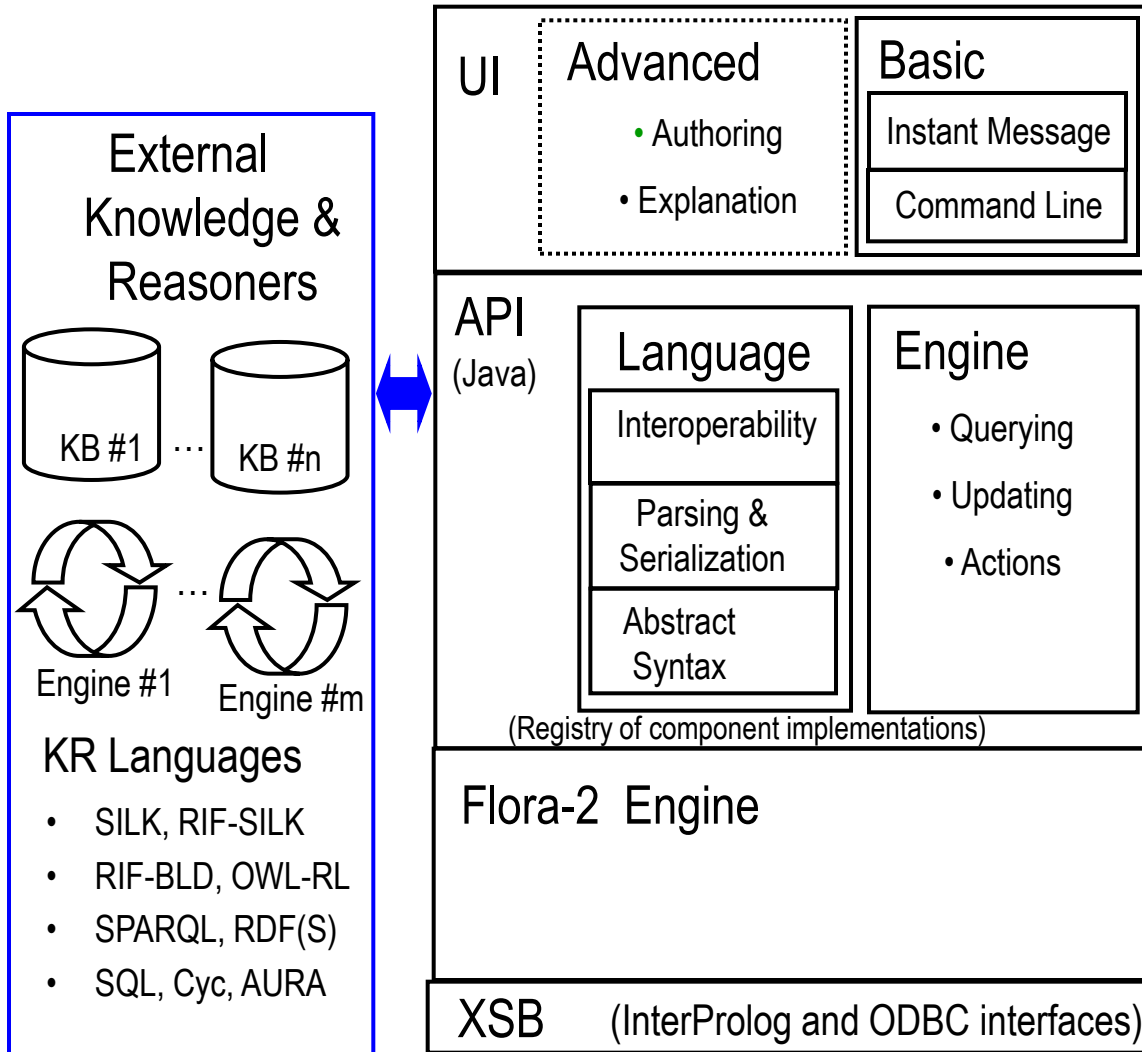 External
Knowledge &
Reasoners
KB #1
…
KB #n
…
Engine #1
Engine #m
KR Languages
• SILK, RIF-SILK
• RIF-BLD, OWL-RL
• SPARQL, RDF(S)
• SQL, Cyc, AURA
UI
Advanced
• Authoring
• Explanation
Basic
Instant Message
Command Line
API
(Java)
Language
Interoperability
Parsing &
Serialization
Abstract
Syntax
Engine
• Querying
• Updating
• Actions
(Registry of component implementations)
Flora-2 Engine
XSB (InterProlog and ODBC interfaces)